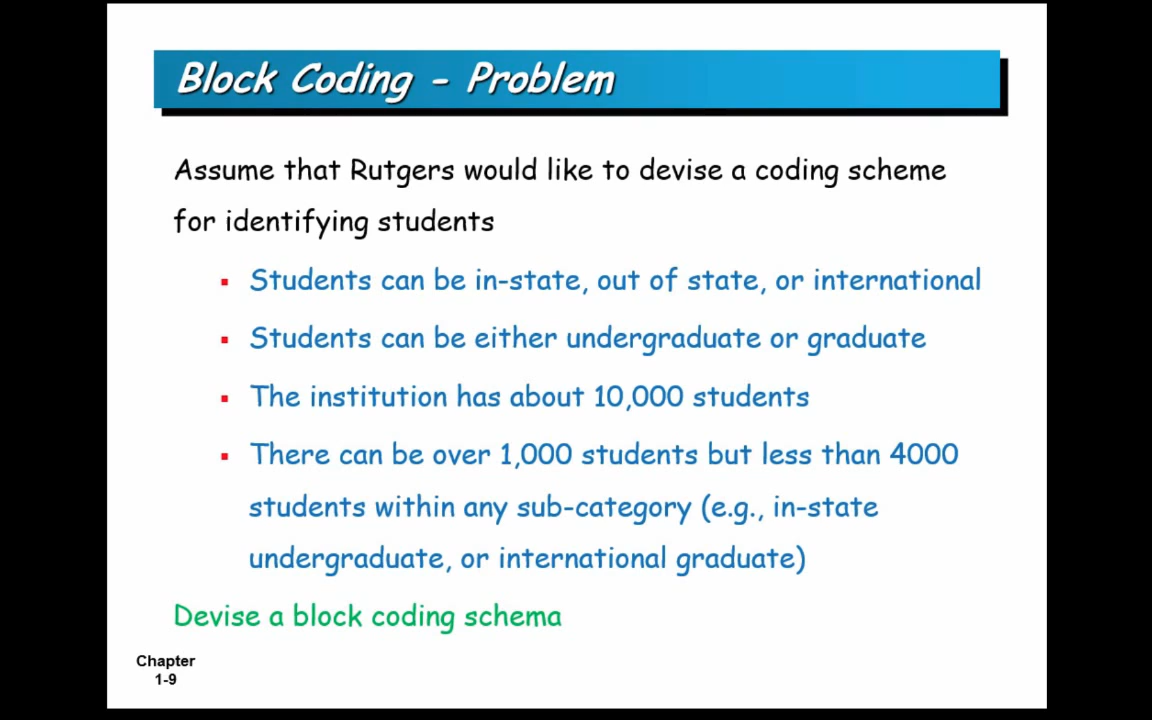 Block Coding - Problem
Assume that Rutgers would like to devise a coding scheme
for identifying students
▪ Students can be in-state, out of state, or international
▪ Students can be either undergraduate or graduate
▪ The institution has about 10,000 students
▪ There can be over 1,000 students but less than 4000
students within any sub-category (e.g., in-state
undergraduate, or international graduate)
Devise a block coding schema
Chapter
1-9